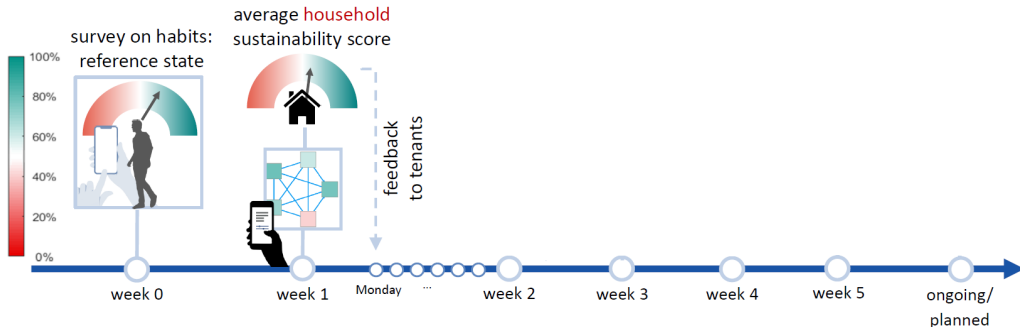 survey on habits:
reference state
average household
sustainability score
100%
80%
60%
40%
20%
0%
feedback
to tenants
Monday
...
week 0
week 1
week 2
week 3
week 4
week 5
ongoing/
planned